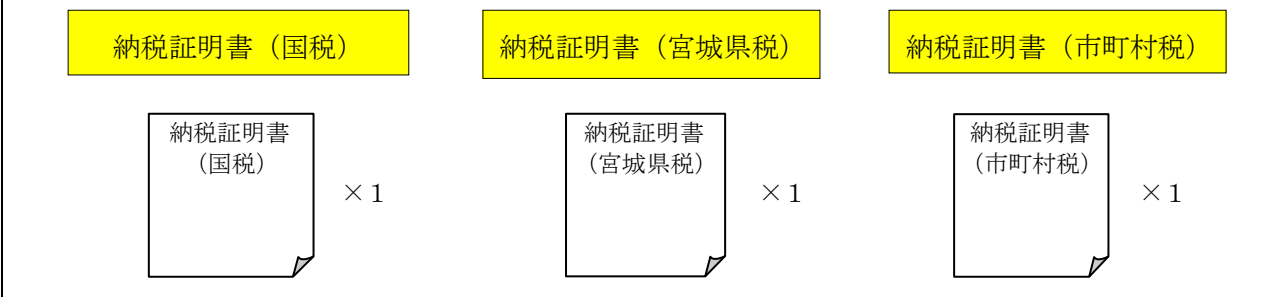 納税証明書（国税）
納税証明書（宮城県税）
納税証明書（市町村税）
納税証明書
（国税）
×１
納税証明書
（宮城県税）
×１
納税証明書
（市町村税）
×１